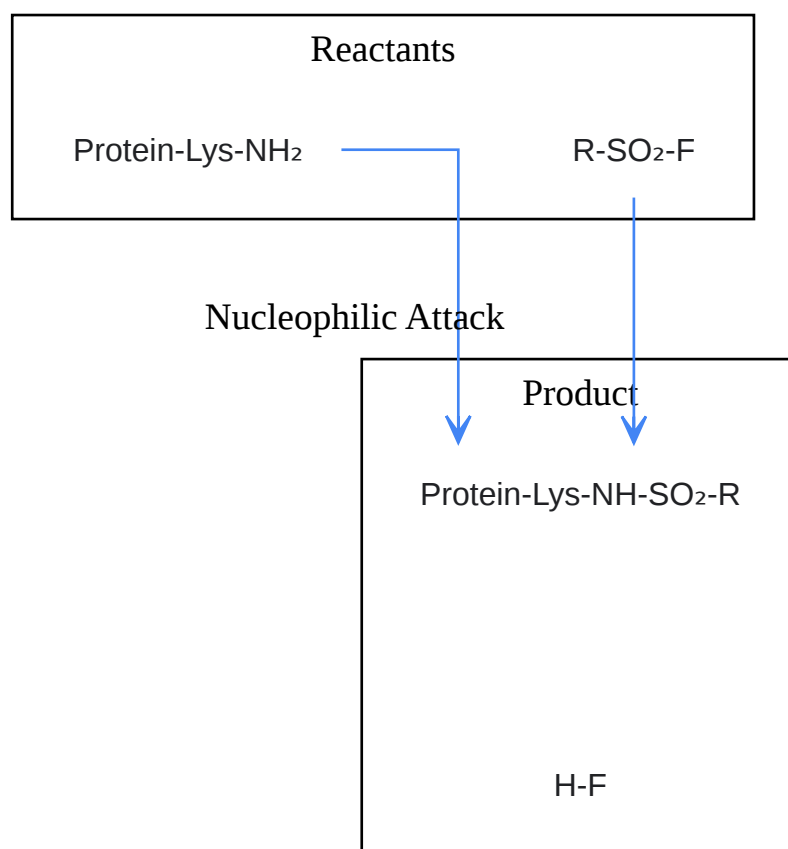 Reactants
Protein-Lys-NH₂ R-SO₂-F
Nucleophilic Attack
Product
Protein-Lys-NH-SO₂-R
H-F